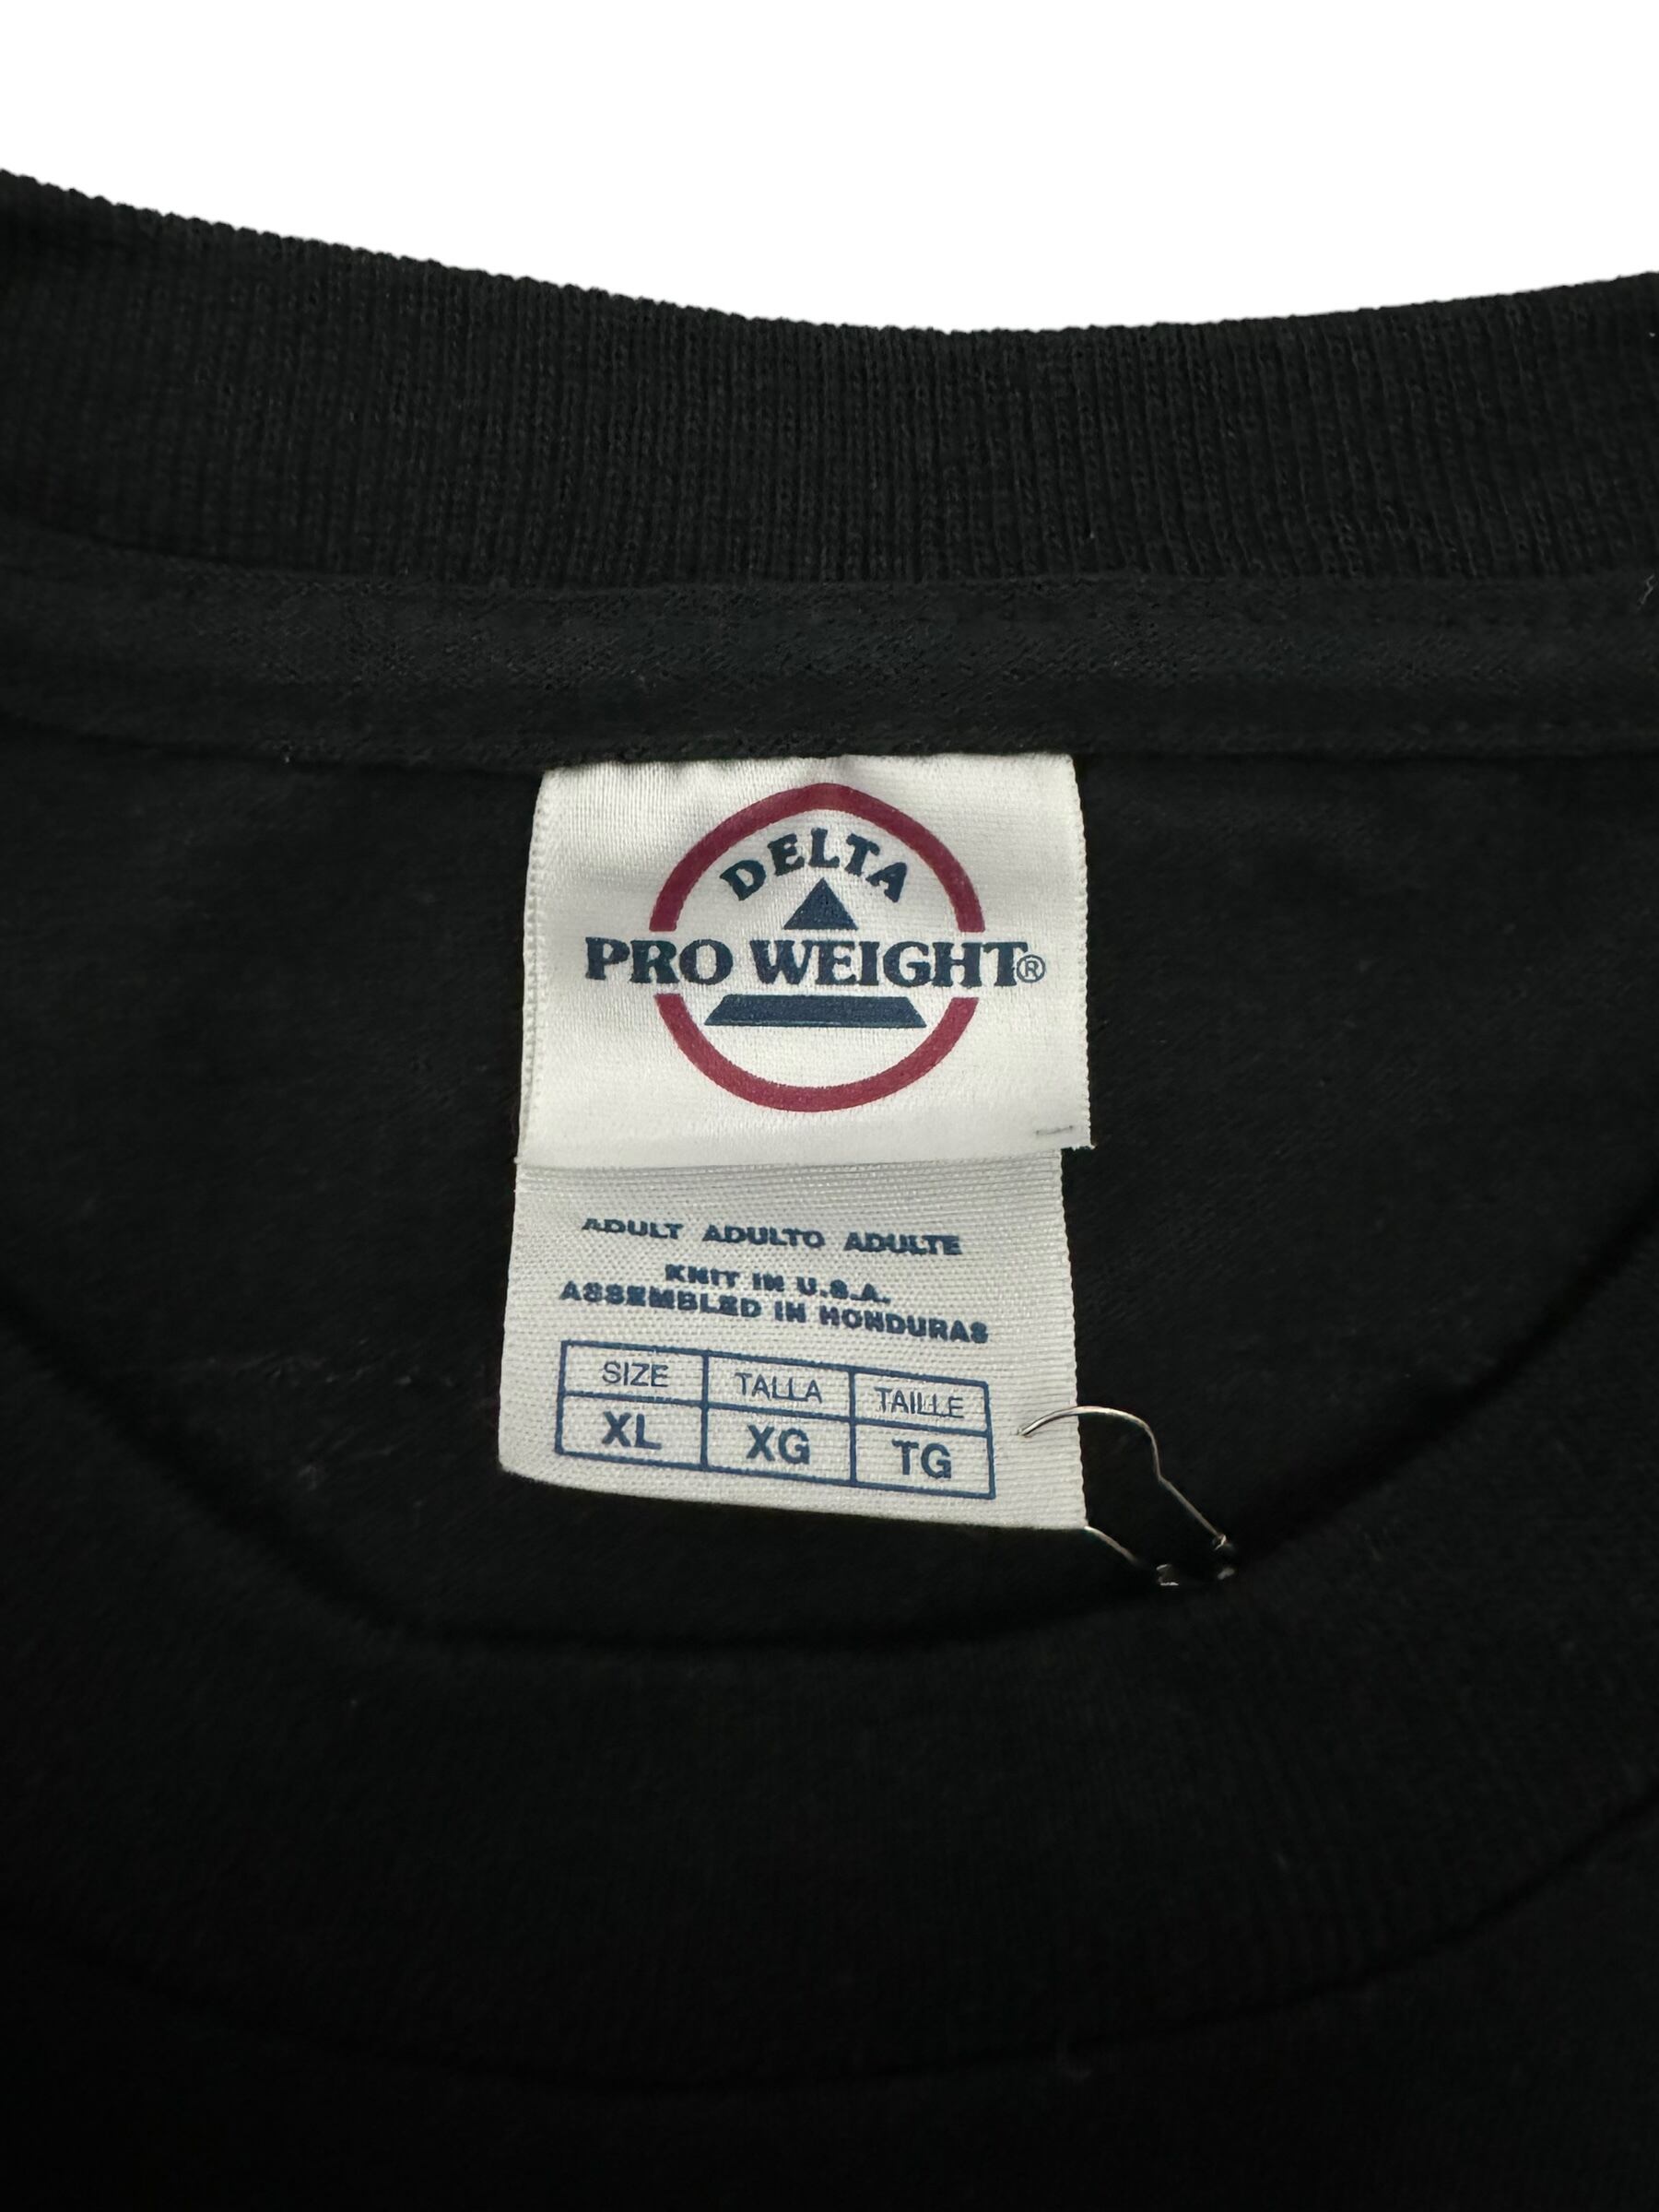 DELTA
PRO WEIGHT®
ADULT ADULTO ADULTE
KNIT IN U.S.A.
ASSEMBLED IN HONDURAS
SIZE TALLA TAILLE
XL XG TG